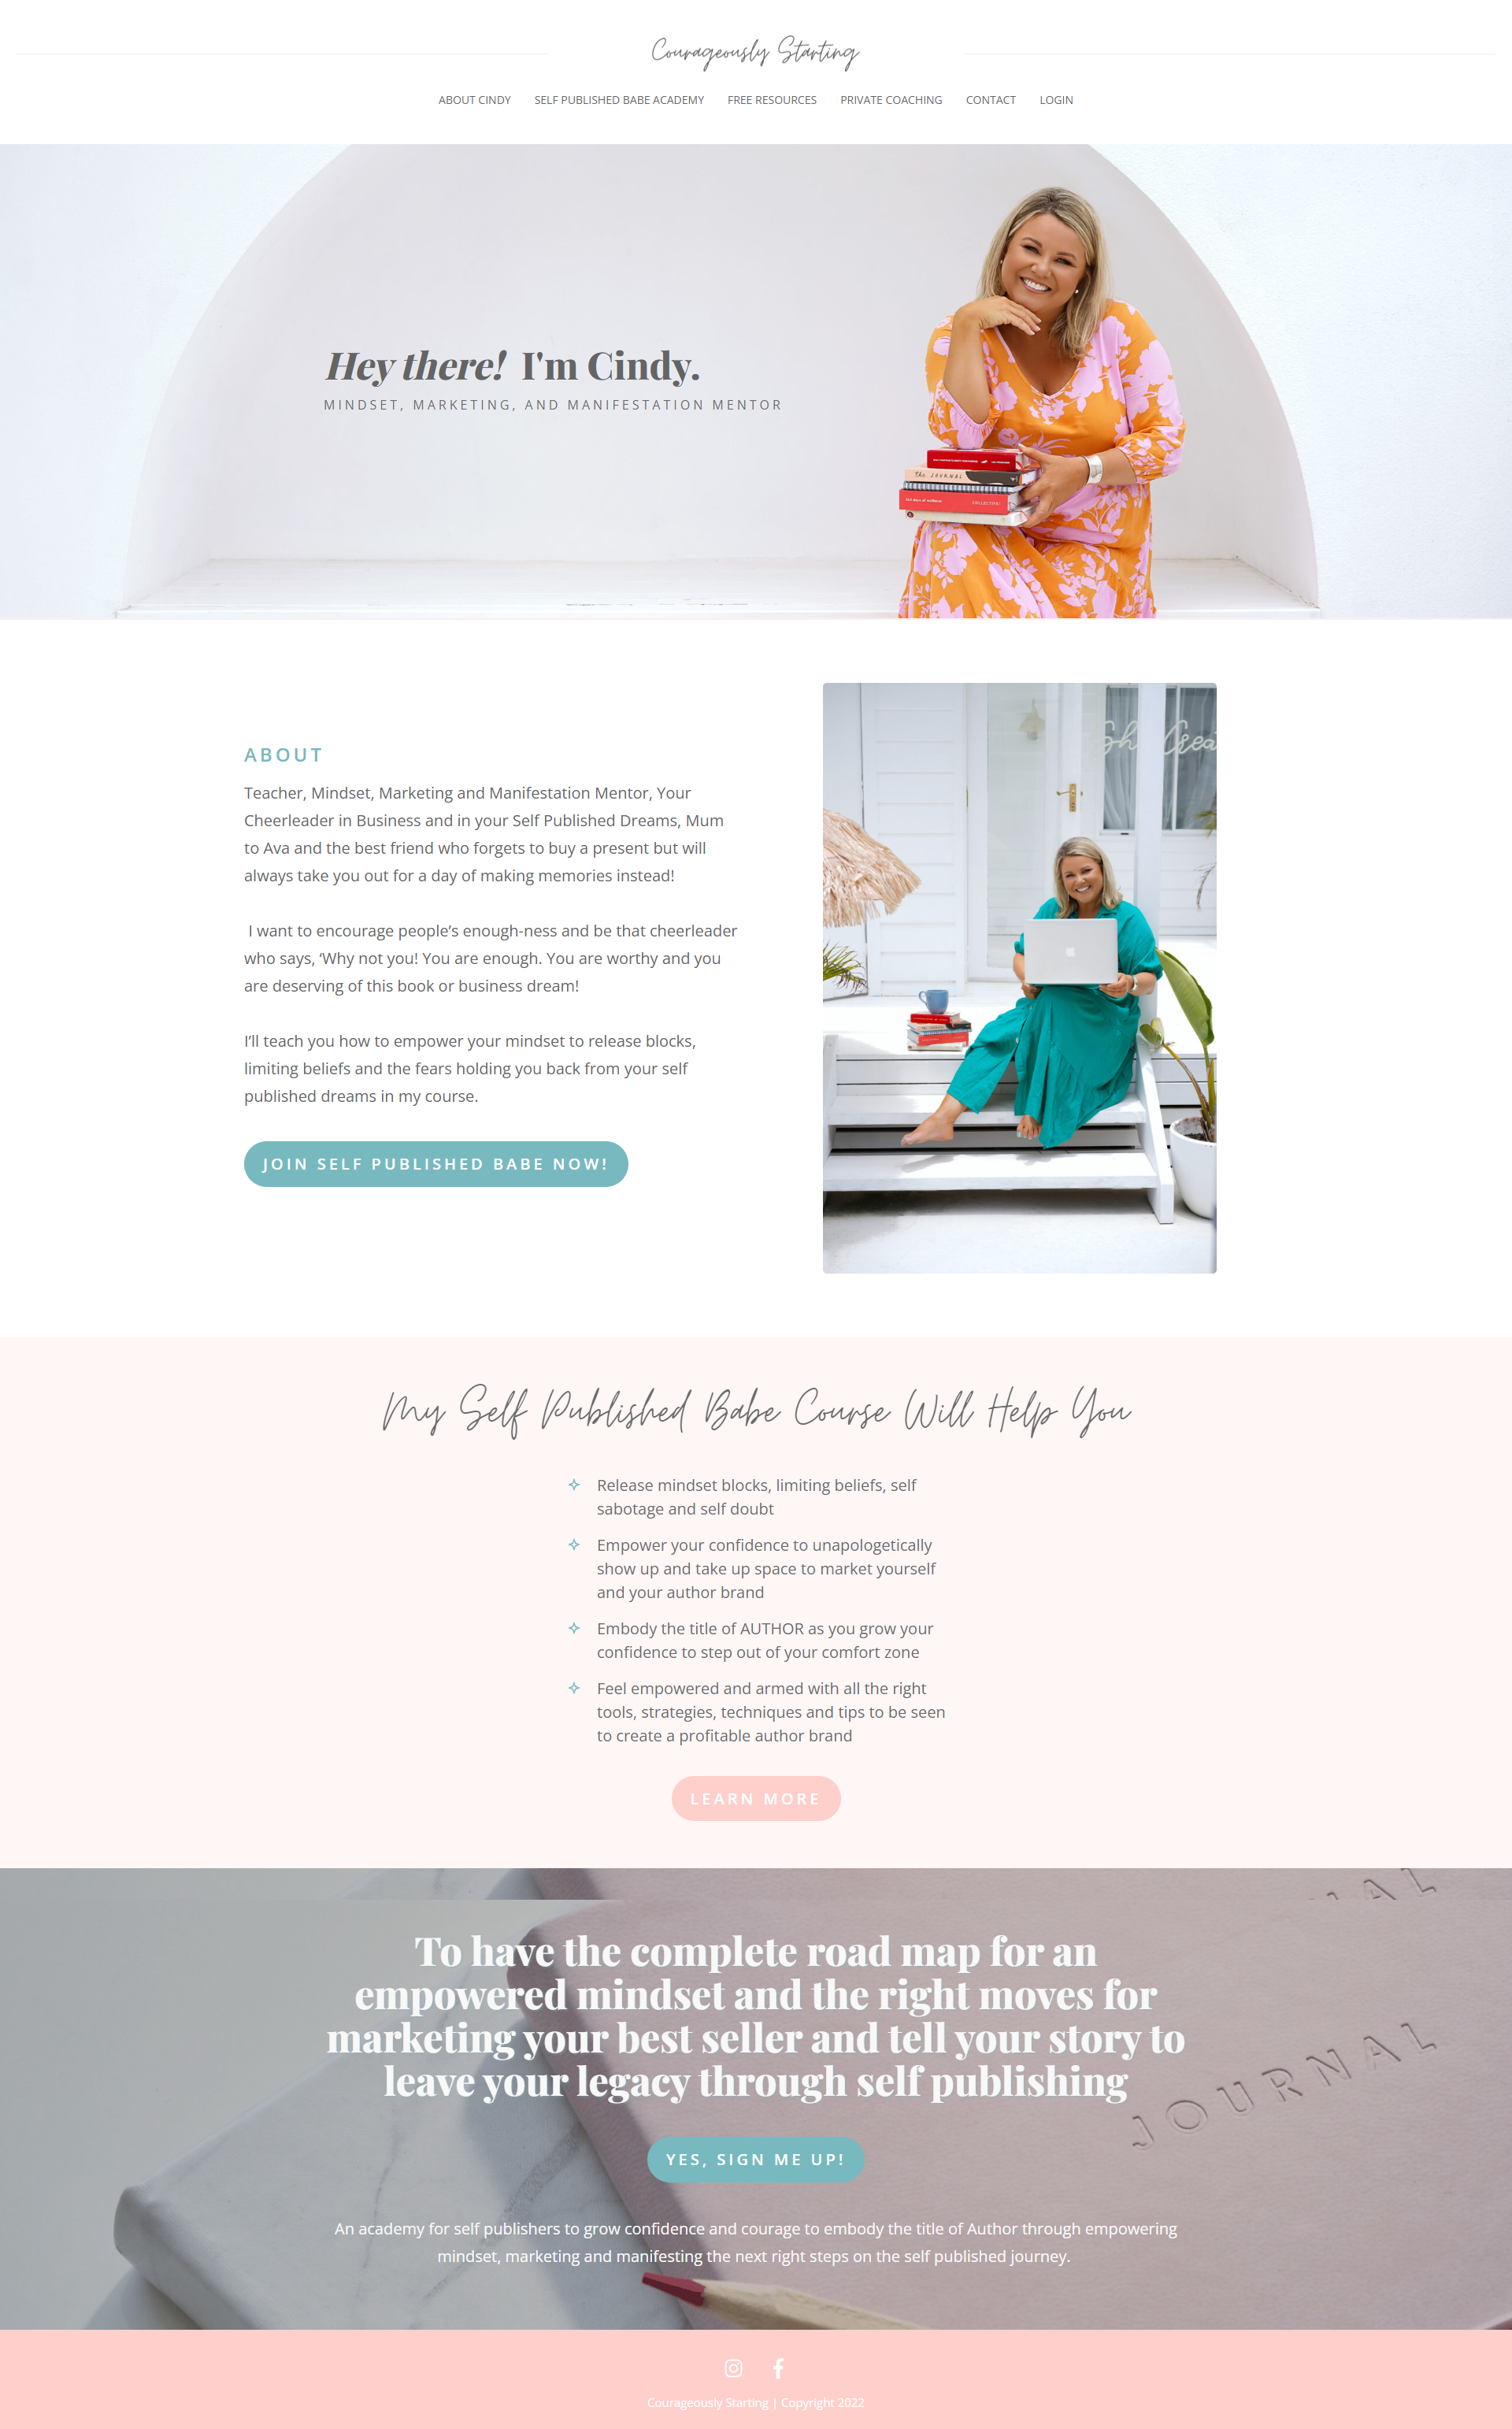 Courageously Starting
ABOUT CINDY SELF PUBLISHED BABE ACADEMY FREE RESOURCES PRIVATE COACHING CONTACT LOGIN
Hey there! I'm Cindy.
MINDSET, MARKETING, AND MANIFESTATION MENTOR
the JOURNAL
COLLECTIVE
ABOUT
Teacher, Mindset, Marketing and Manifestation Mentor, Your
Cheerleader in Business and in your Self Published Dreams, Mum
to Ava and the best friend who forgets to buy a present but will
always take you out for a day of making memories instead!
I want to encourage people’s enough-ness and be that cheerleader
who says, ‘Why not you! You are enough. You are worthy and you
are deserving of this book or business dream!
I’ll teach you how to empower your mindset to release blocks,
limiting beliefs and the fears holding you back from your self
published dreams in my course.
JOIN SELF PUBLISHED BABE NOW!
My Self Published Babe Course Will Help You
Release mindset blocks, limiting beliefs, self
sabotage and self doubt
Empower your confidence to unapologetically
show up and take up space to market yourself
and your author brand
Embody the title of AUTHOR as you grow your
confidence to step out of your comfort zone
Feel empowered and armed with all the right
tools, strategies, techniques and tips to be seen
to create a profitable author brand
LEARN MORE
To have the complete road map for an
empowered mindset and the right moves for
marketing your best seller and tell your story to
leave your legacy through self publishing
JOURNAL
YES, SIGN ME UP!
An academy for self publishers to grow confidence and courage to embody the title of Author through empowering
mindset, marketing and manifesting the next right steps on the self published journey.
Courageously Starting | Copyright 2022